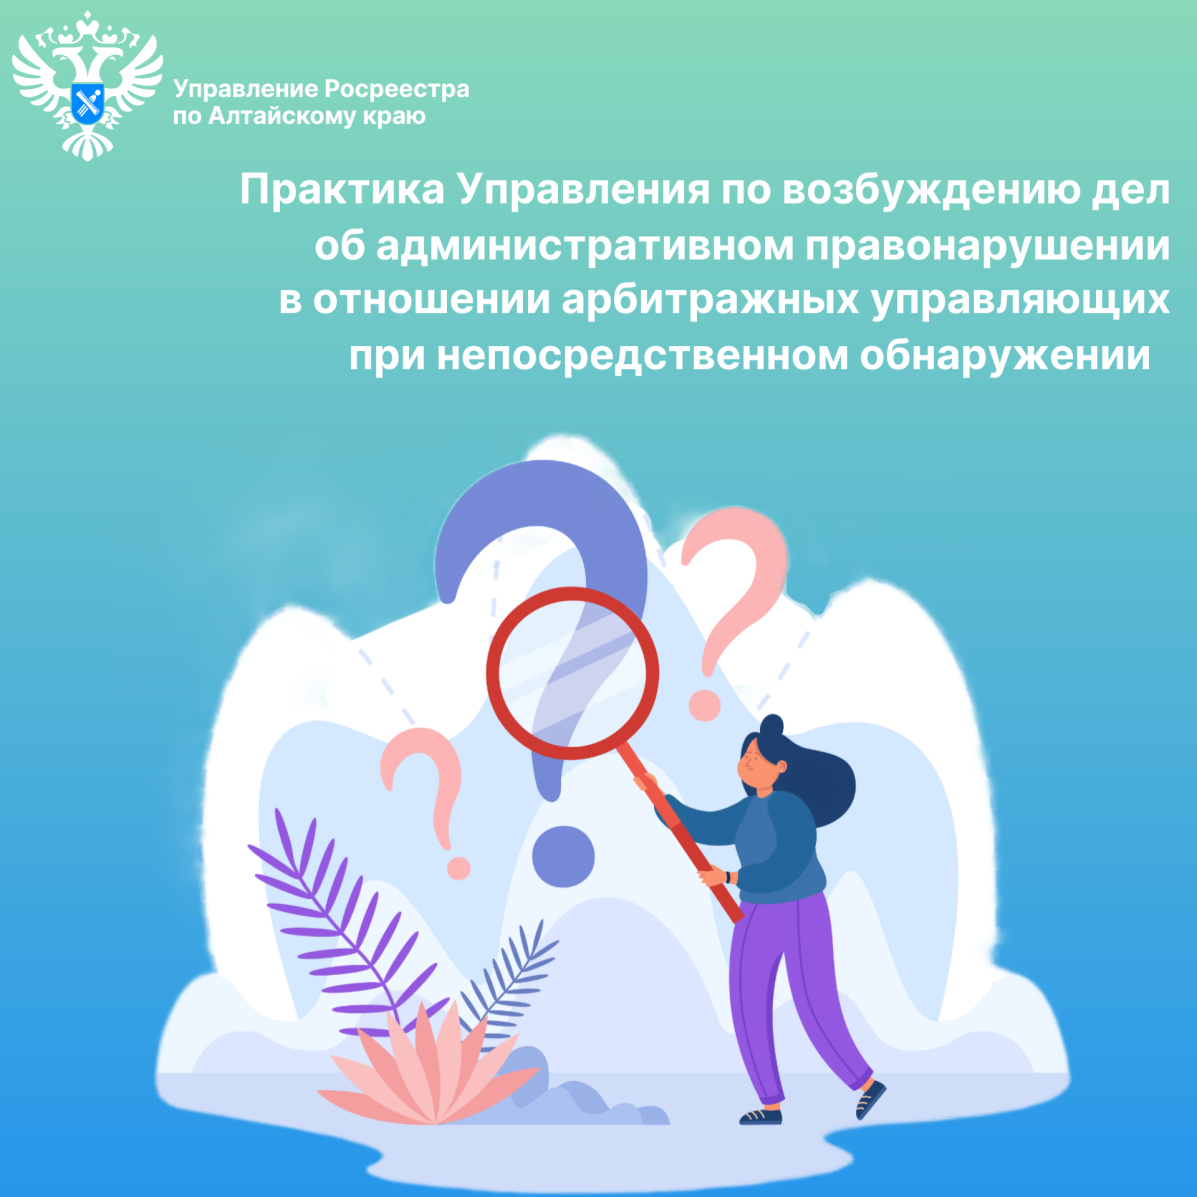 Управление Росреестра
по Алтайскому краю
Практика Управления по возбуждению дел
об административном правонарушении
в отношении арбитражных управляющих
при непосредственном обнаружении